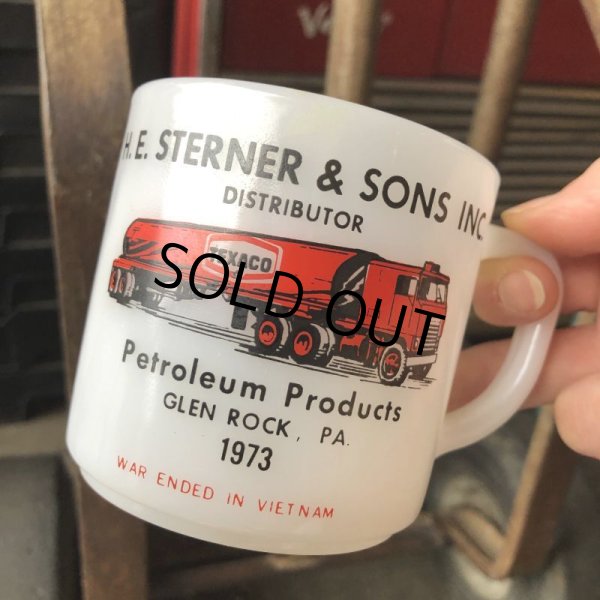 H. E. STERNER & SONS INC.
DISTRIBUTOR
TEXACO
SOLD OUT
Petroleum Products
GLEN ROCK, PA.
1973
WAR ENDED IN VIETNAM